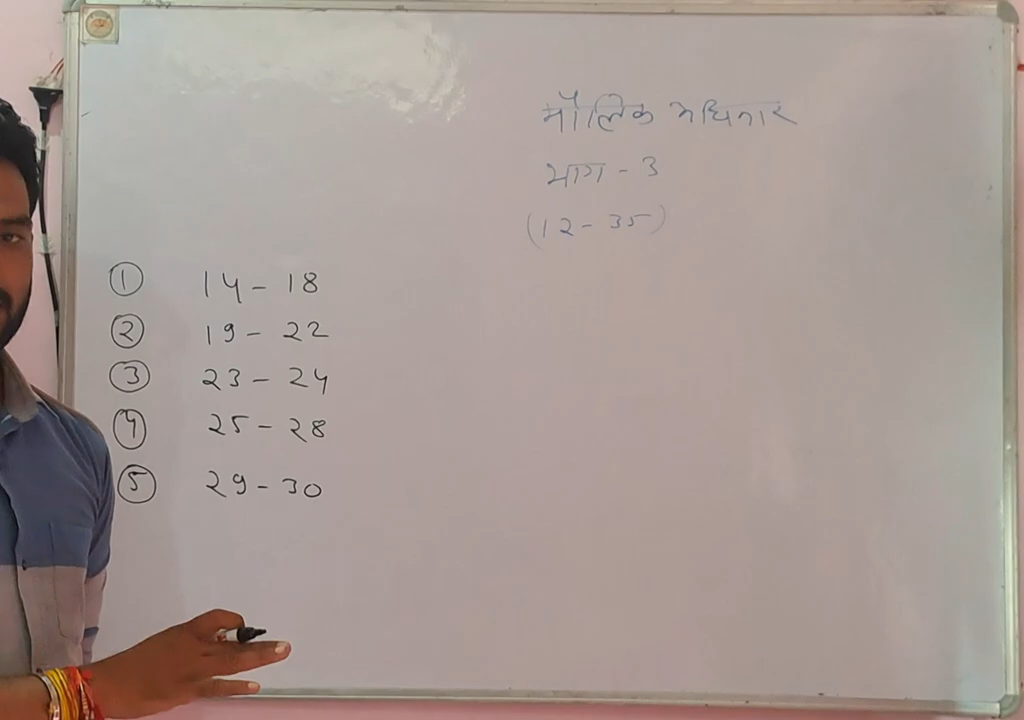 मौलिक अधिकार
भाग - 3
(12 - 35)
① 14 - 18
② 19 - 22
③ 23 - 24
④ 25 - 28
⑤ 29 - 30